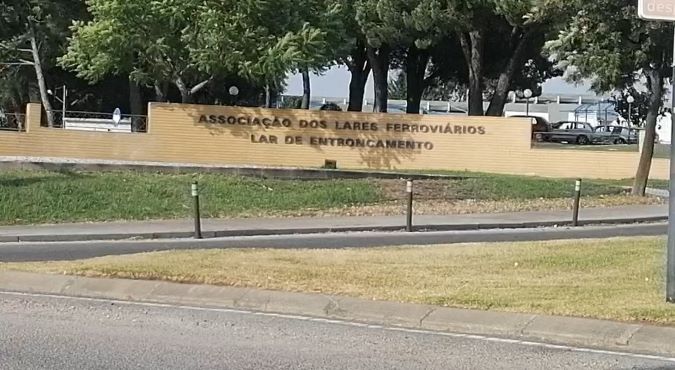 ASSOCIAÇÃO DOS LARES FERROVIÁRIOS
LAR DE ENTRONCAMENTO